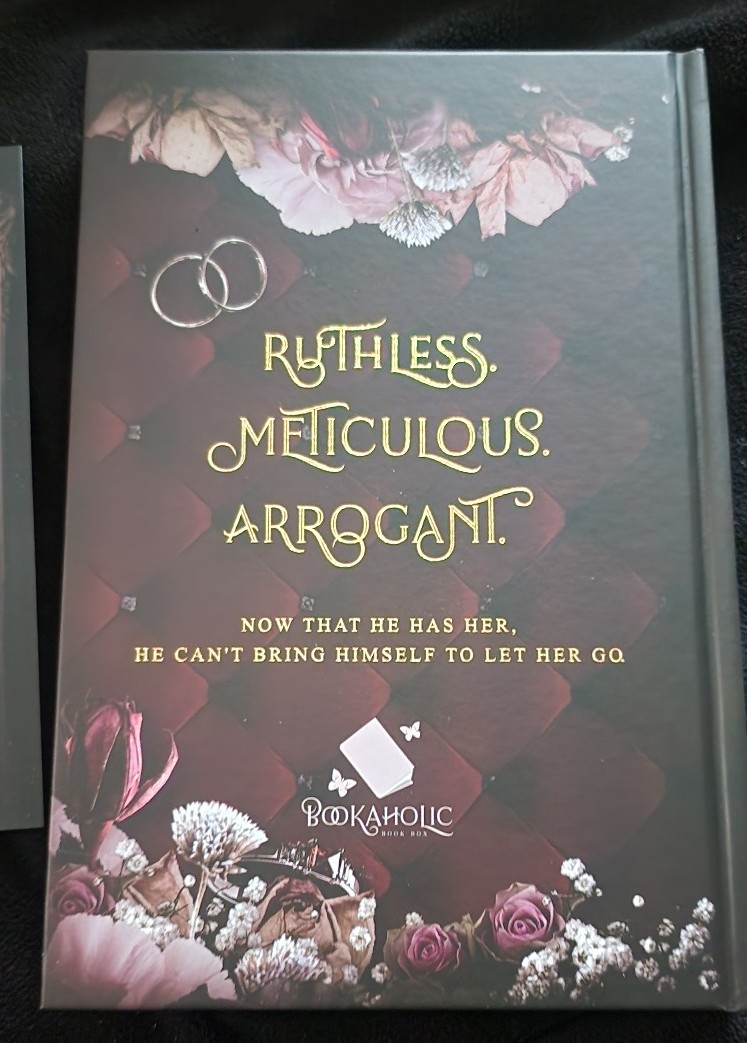 RUTHLESS.
METICULOUS.
ARROGANT.
NOW THAT HE HAS HER,
HE CAN'T BRING HIMSELF TO LET HER GO.
BOOKAHOLIC
BOOK BOX